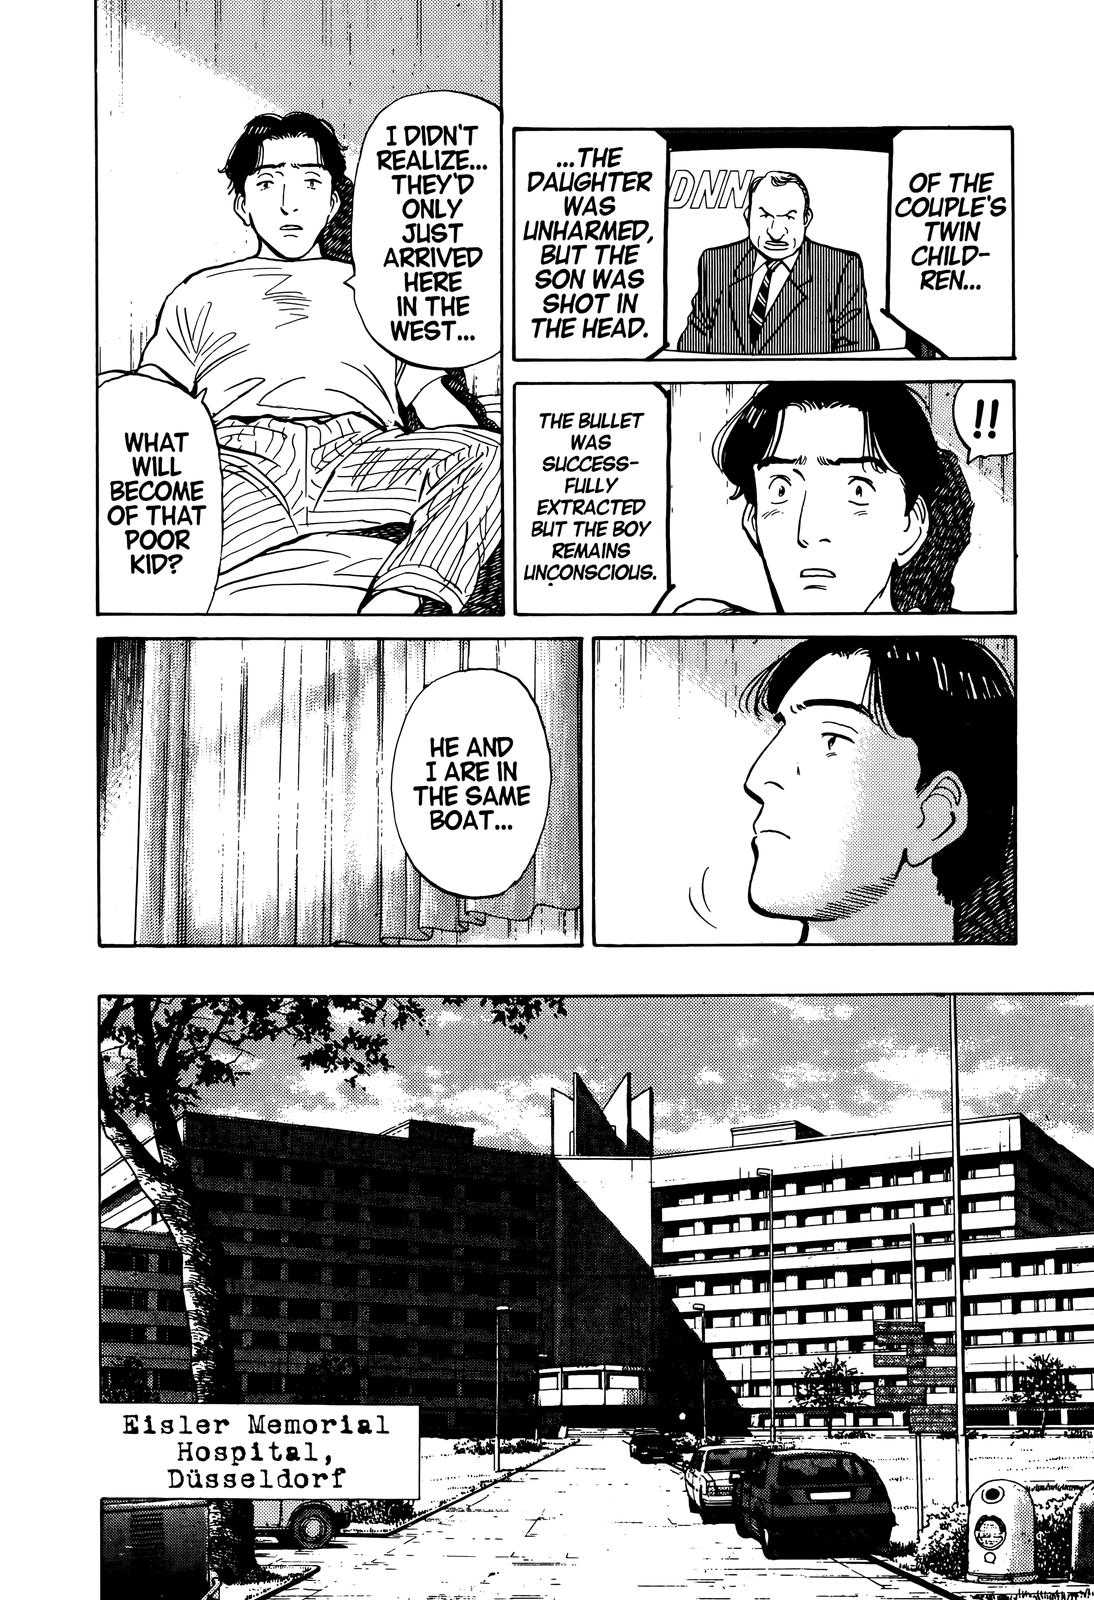 OF THE
COUPLE'S
TWIN
CHILD-
REN...
DNN
...THE
DAUGHTER
WAS
UNHARMED,
BUT THE
SON WAS
SHOT IN
THE HEAD.
I DIDN'T
REALIZE...
THEY'D
ONLY
JUST
ARRIVED
HERE
IN THE
WEST...
WHAT
WILL
BECOME
OF THAT
POOR
KID?
!!
THE BULLET
WAS
SUCCESS-
FULLY
EXTRACTED
BUT THE BOY
REMAINS
UNCONSCIOUS.
HE AND
I ARE IN
THE SAME
BOAT...
Eisler Memorial
Hospital,
Düsseldorf